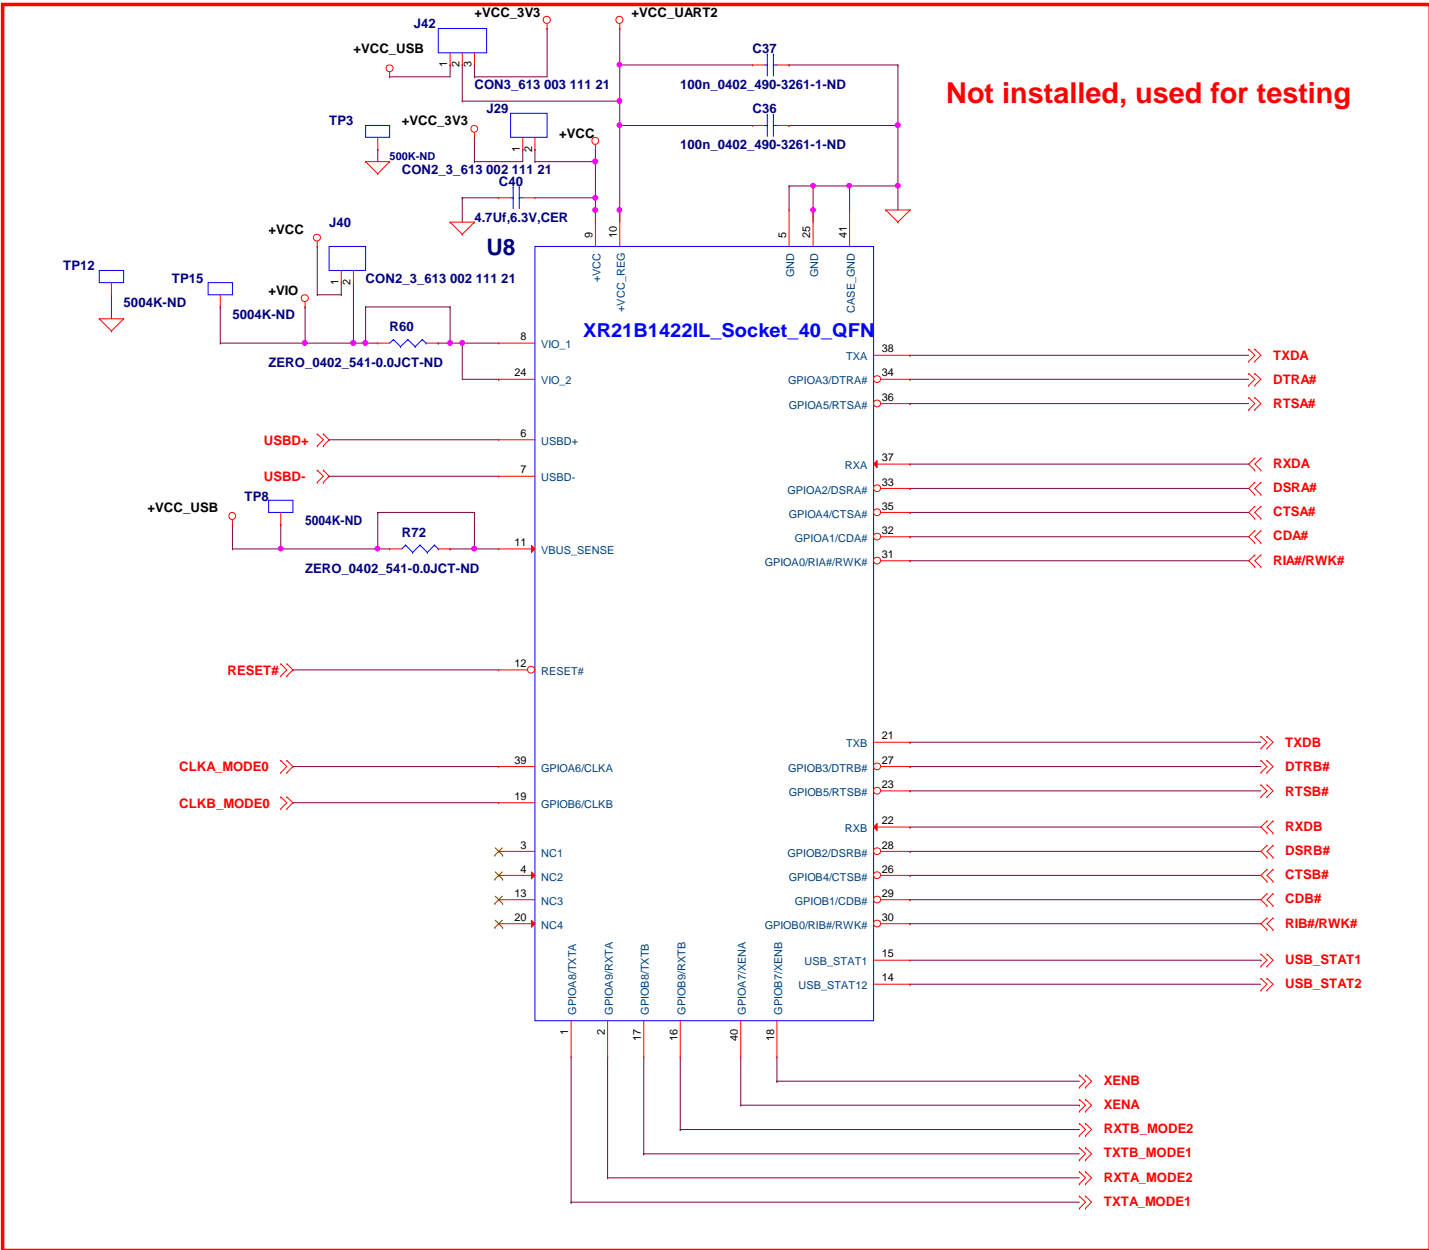 +VCC_3V3
+VCC_UART2
J42
+VCC_USB
1
2
3
CON3_613 003 111 21
C37
100n_0402_490-3261-1-ND
Not installed, used for testing
J29
TP3
+VCC_3V3
+VCC
1
2
500K-ND
CON2_3_613 002 111 21
C36
100n_0402_490-3261-1-ND
C40
4.7Uf,6.3V,CER
J40
+VCC
1
2
CON2_3_613 002 111 21
U8
9
10
5
25
41
+VCC
+VCC_REG
GND
GND
CASE_GND
TP12
5004K-ND
TP15
5004K-ND
+VIO
R60
ZERO_0402_541-0.0JCT-ND
XR21B1422IL_Socket_40_QFN
8 VIO_1
24 VIO_2
USBD+ 6 USBD+
USBD- 7 USBD-
+VCC_USB
TP8
5004K-ND
R72
ZERO_0402_541-0.0JCT-ND
11 VBUS_SENSE
RESET# 12 RESET#
CLKA_MODE0 39 GPIOA6/CLKA
CLKB_MODE0 19 GPIOB6/CLKB
3 NC1
4 NC2
13 NC3
20 NC4
TXA 38 TXDA
GPIOA3/DTRA# 34 DTRA#
GPIOA5/RTSA# 36 RTSA#
RXA 37 RXDA
GPIOA2/DSRA# 33 DSRA#
GPIOA4/CTSA# 35 CTSA#
GPIOA1/CDA# 32 CDA#
GPIOA0/RIA#/RWK# 31 RIA#/RWK#
TXB 21 TXDB
GPIOB3/DTRB# 27 DTRB#
GPIOB5/RTSB# 23 RTSB#
RXB 22 RXDB
GPIOB2/DSRB# 28 DSRB#
GPIOB4/CTSB# 26 CTSB#
GPIOB1/CDB# 29 CDB#
GPIOB0/RIB#/RWK# 30 RIB#/RWK#
USB_STAT1 15 USB_STAT1
USB_STAT12 14 USB_STAT2
GPIOA8/TXTA
GPIOA9/RXTA
GPIOB8/TXTB
GPIOB9/RXTB
GPIOA7/XENA
GPIOB7/XENB
1
2
17
16
40
18
XENB
XENA
RXTB_MODE2
TXTB_MODE1
RXTA_MODE2
TXTA_MODE1